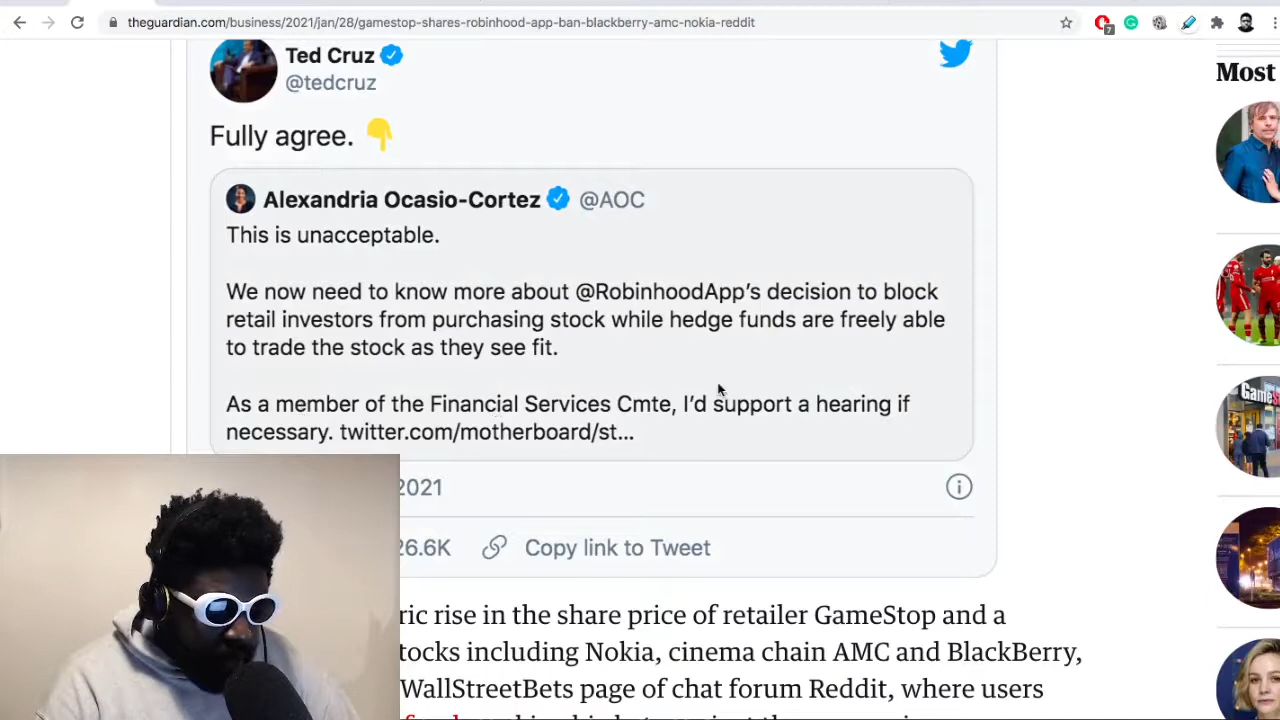 theguardian.com/business/2021/jan/28/gamestop-shares-robinhood-app-ban-blackberry-amc-nokia-reddit
7
Ted Cruz
@tedcruz
Fully agree. 👇
Alexandria Ocasio-Cortez @AOC
This is unacceptable.
We now need to know more about @RobinhoodApp’s decision to block
retail investors from purchasing stock while hedge funds are freely able
to trade the stock as they see fit.
As a member of the Financial Services Cmte, I’d support a hearing if
necessary. twitter.com/motherboard/st...
2021
26.6K Copy link to Tweet
ric rise in the share price of retailer GameStop and a
tocks including Nokia, cinema chain AMC and BlackBerry,
WallStreetBets page of chat forum Reddit, where users
Most
GameS